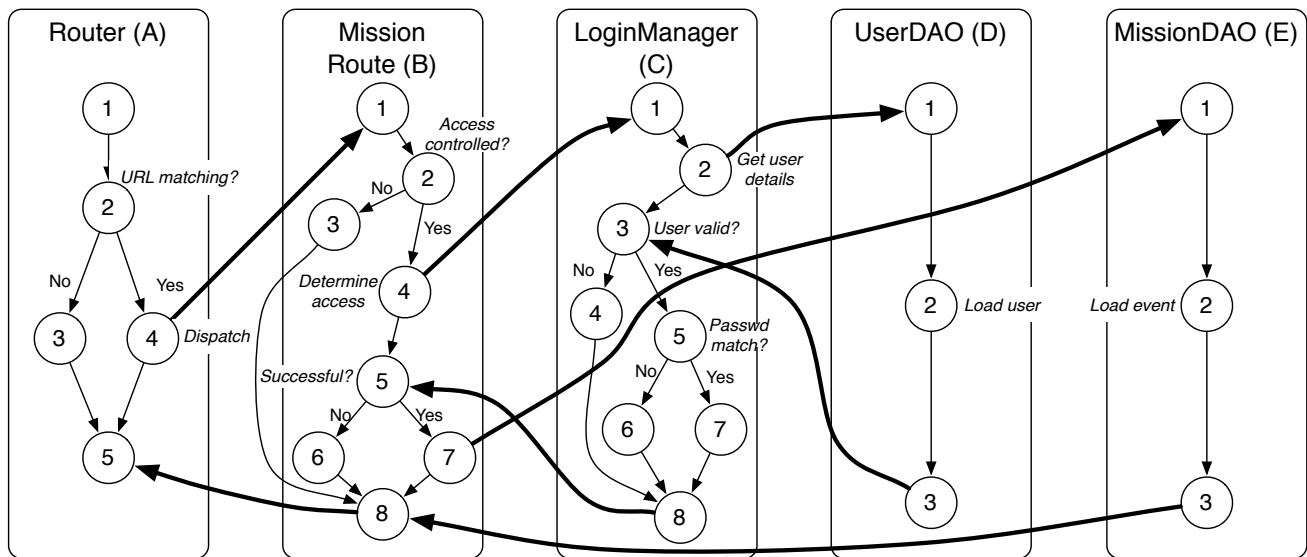 Router (A)
1
URL matching?
2
No
Yes
3
4
Dispatch
5
Mission
Route (B)
1
Access
controlled?
2
No
3
Yes
Determine
access
4
Successful?
5
No
Yes
6
7
8
LoginManager
(C)
1
2
Get user
details
3
User valid?
No
Yes
4
5
Passwd
match?
No
Yes
6
7
8
UserDAO (D)
1
2
Load user
3
MissionDAO (E)
1
Load event
2
3